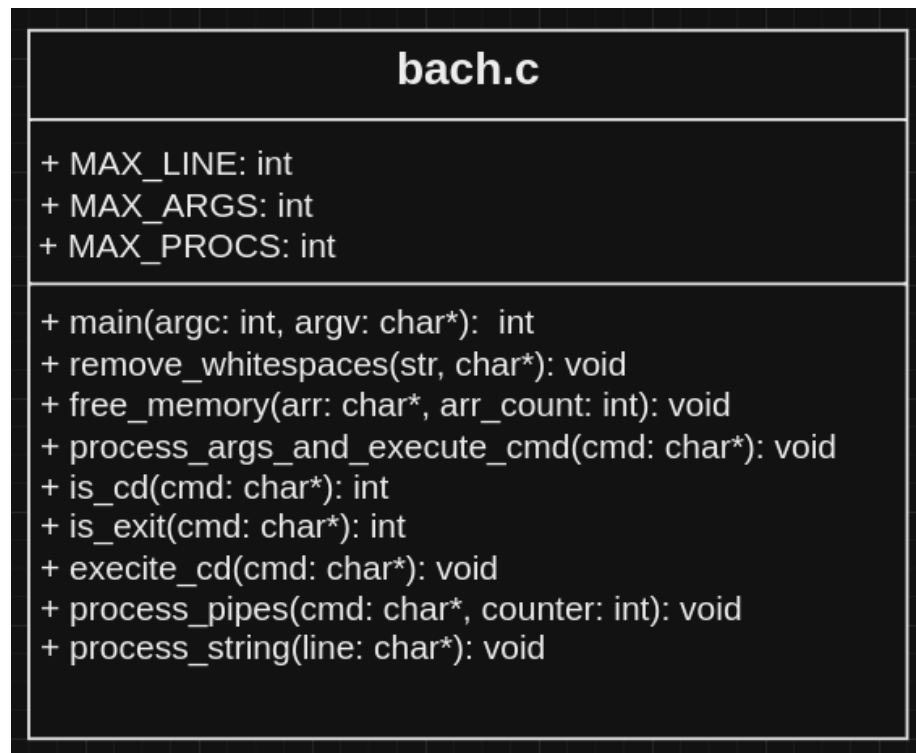 bach.c
+ MAX_LINE: int
+ MAX_ARGS: int
+ MAX_PROCS: int
+ main(argc: int, argv: char*):  int
+ remove_whitespaces(str, char*): void
+ free_memory(arr: char*, arr_count: int): void
+ process_args_and_execute_cmd(cmd: char*): void
+ is_cd(cmd: char*): int
+ is_exit(cmd: char*): int
+ execite_cd(cmd: char*): void
+ process_pipes(cmd: char*, counter: int): void
+ process_string(line: char*): void